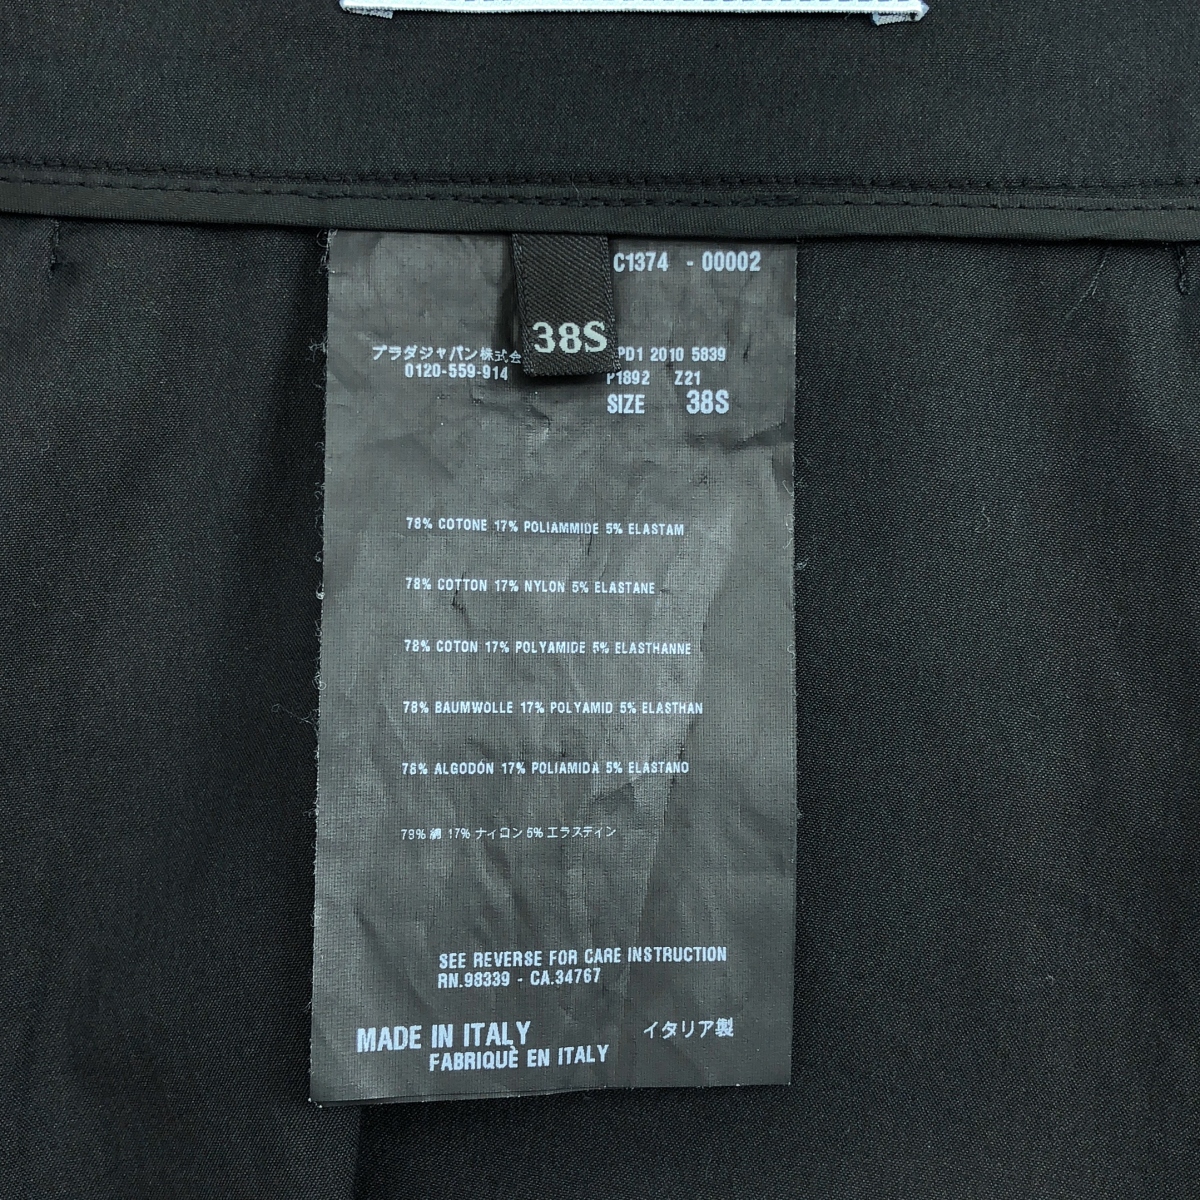 C1374 - 00002
38S
プラダジャパン株式会
0120-559-914
PD1 2010 5839
P1892 Z21
SIZE 38S
78% COTONE 17% POLIAMMIDE 5% ELASTAM
78% COTTON 17% NYLON 5% ELASTANE
78% COTON 17% POLYAMIDE 5% ELASTHANNE
78% BAUMWOLLE 17% POLYAMID 5% ELASTHAN
78% ALGODÓN 17% POLIAMIDA 5% ELASTANO
78% 綿 17% ナイロン 5% エラスティン
SEE REVERSE FOR CARE INSTRUCTION
RN.98339 - CA.34767
MADE IN ITALY イタリア製
FABRIQUÈ EN ITALY